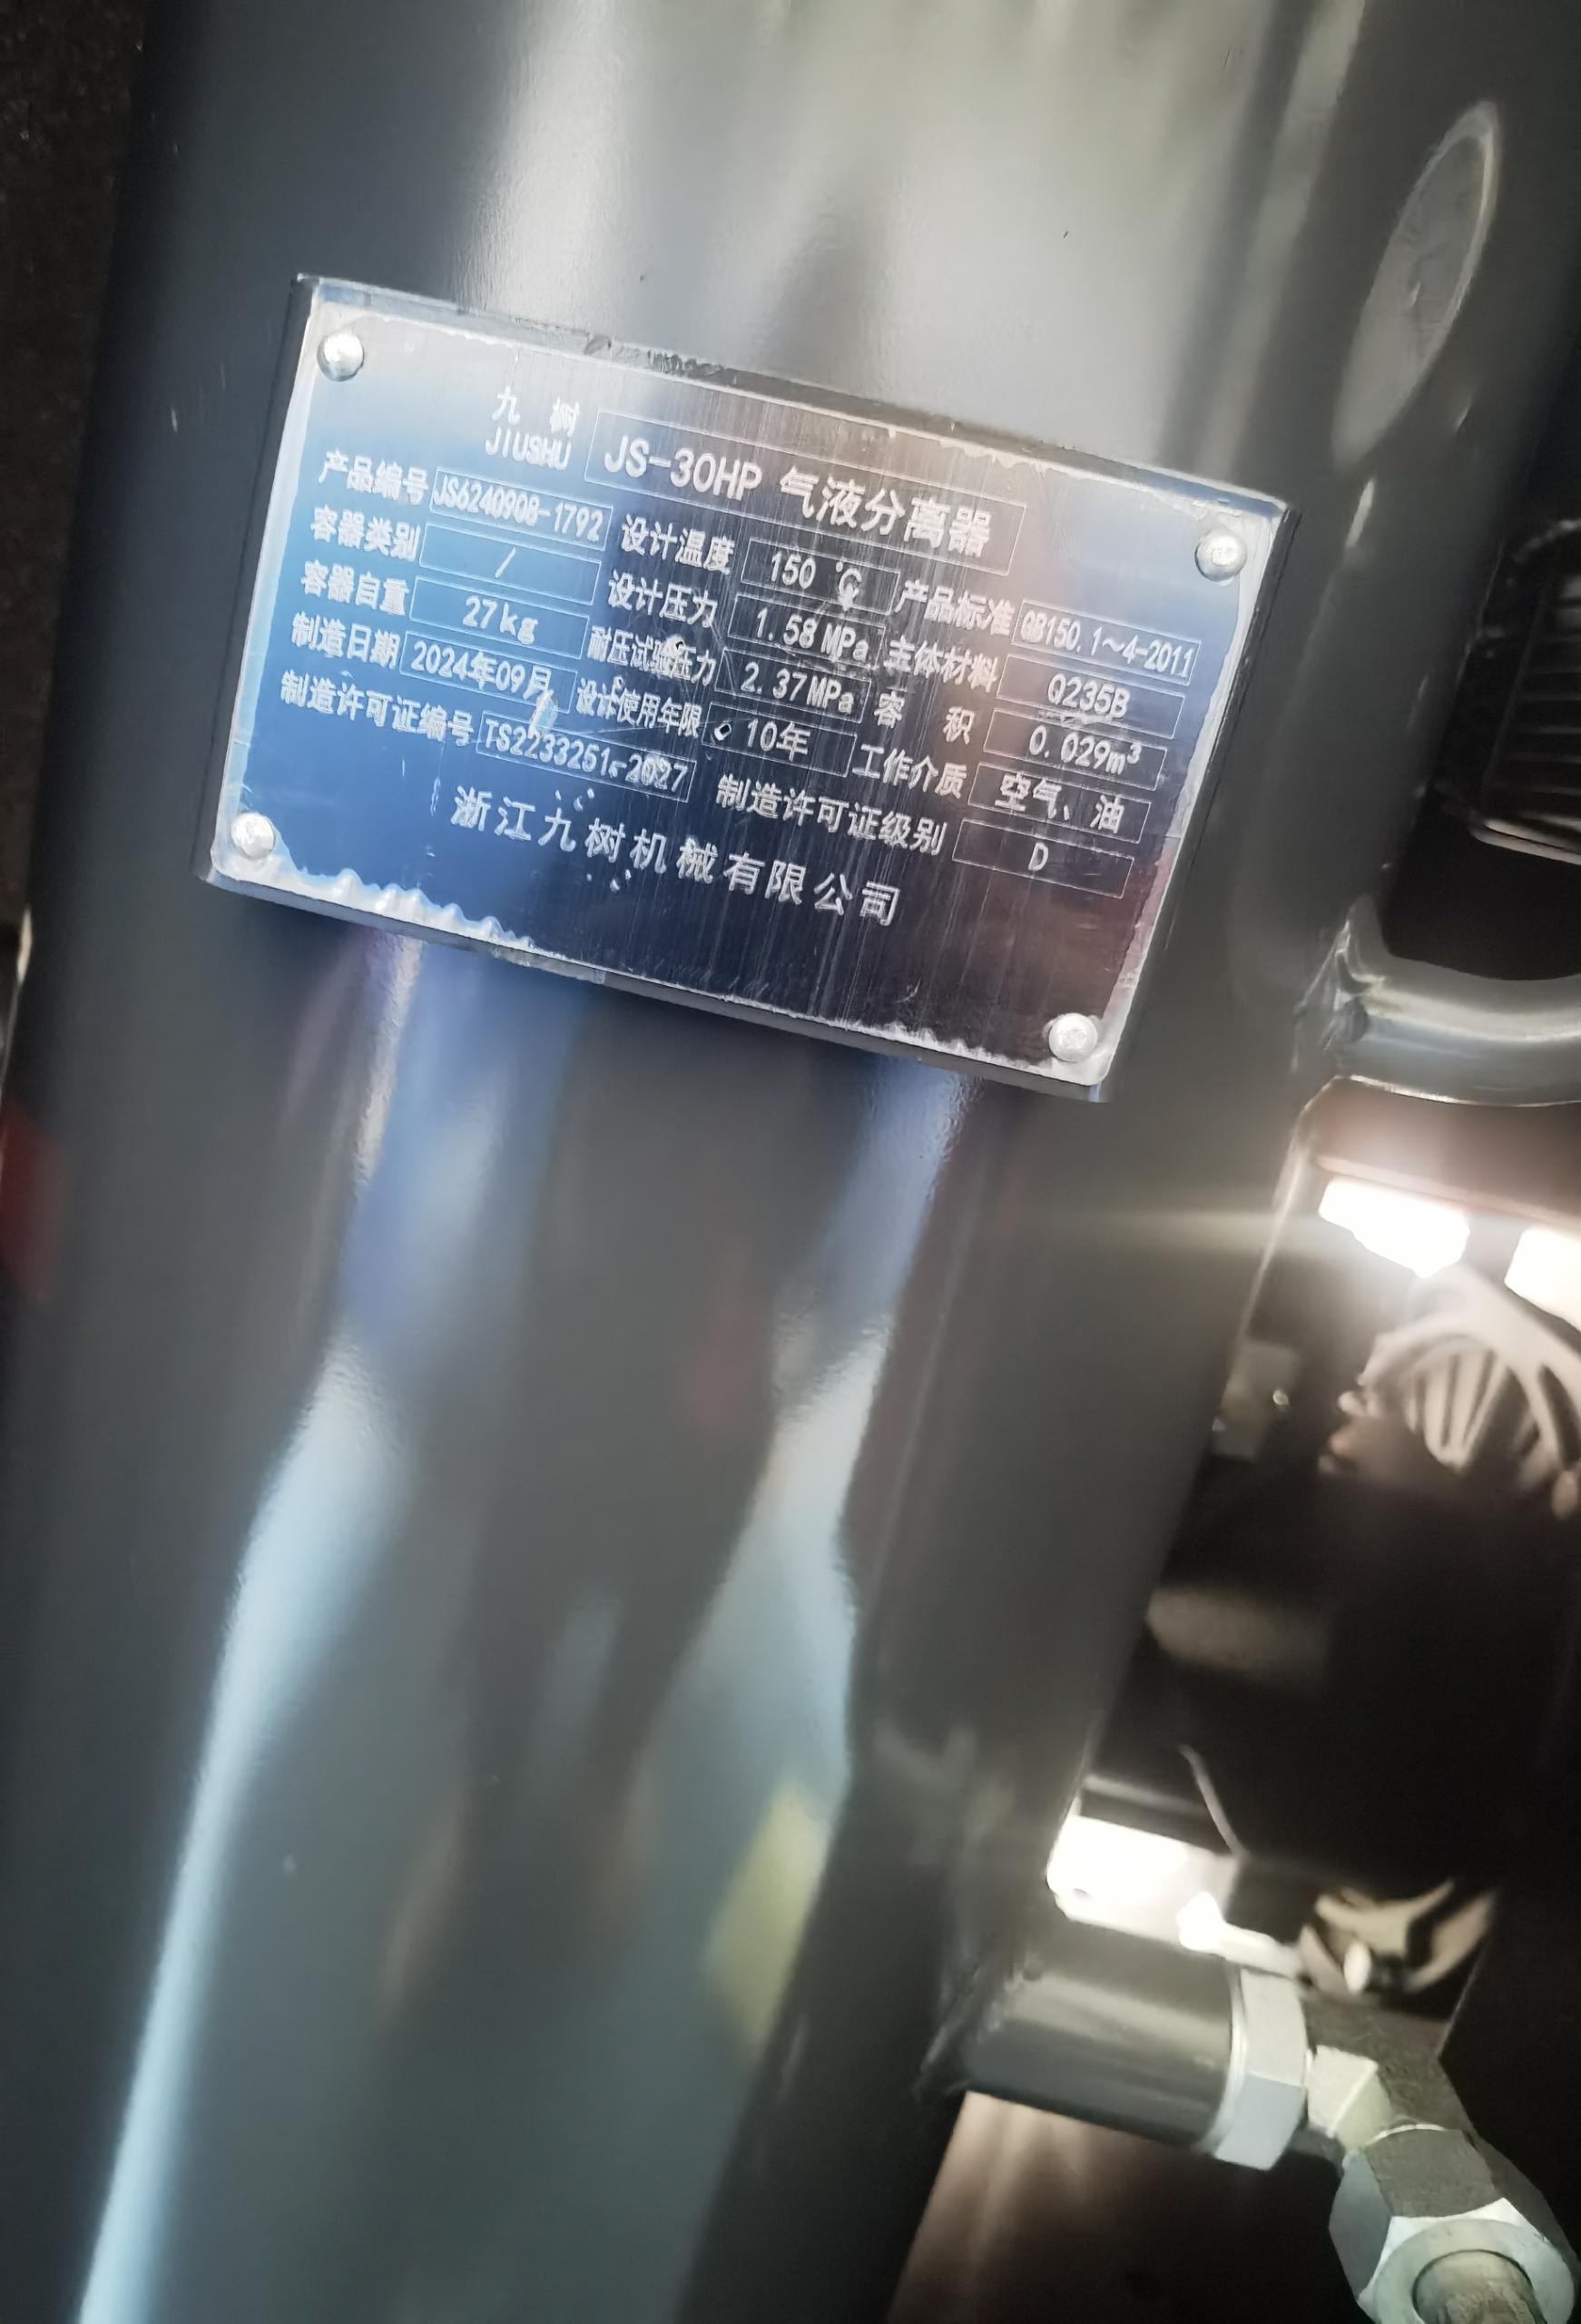 九树
JIUSHU
JS-30HP 气液分离器
产品编号 JS6240908-1792 设计温度 150 ℃ 产品标准 GB150.1~4-2011
容器类别 / 设计压力 1.58 MPa 主体材料 Q235B
容器自重 27kg 耐压试验压力 2.37MPa 容积 0.029m³
制造日期 2024年09月 设计使用年限 10年 工作介质 空气、油
制造许可证编号 TS2233251-2027 制造许可证级别 D
浙江九树机械有限公司